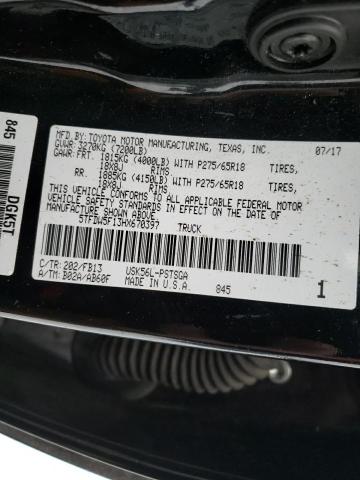 MFD.BY:TOYOTA MOTOR MANUFACTURING, TEXAS, INC. 07/17
GVWR: 3270KG (7200LB)
GAWR: FRT. 1815KG (4000LB) WITH P275/65R18 TIRES,
18X8J RIMS
RR. 1885KG (4150LB) WITH P275/65R18 TIRES,
18X8J RIMS
THIS VEHICLE CONFORMS TO ALL APPLICABLE FEDERAL MOTOR
VEHICLE SAFETY STANDARDS IN EFFECT ON THE DATE OF
MANUFACTURE SHOWN ABOVE.
5TFDW5F13HX670397 TRUCK
C/TR: 202/FB13 USK56L-PSTSGA
A/TM: B02A/AB60F MADE IN U.S.A. 845 1
845 DGK5T